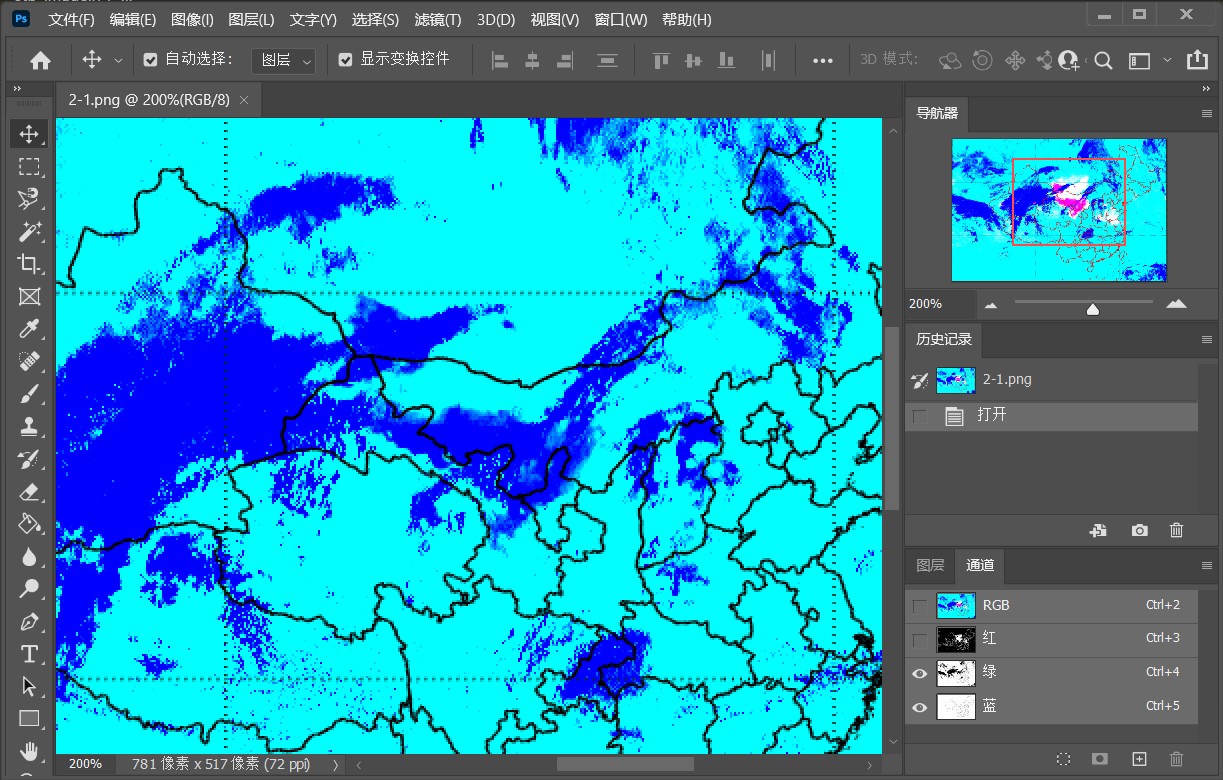 Ps 文件(F) 编辑(E) 图像(I) 图层(L) 文字(Y) 选择(S) 滤镜(T) 3D(D) 视图(V) 窗口(W) 帮助(H)
自动选择： 图层 显示变换控件 ••• 3D 模式：
2-1.png @ 200%(RGB/8) ×
导航器
200%
历史记录
2-1.png
打开
图层 通道
RGB Ctrl+2
红 Ctrl+3
绿 Ctrl+4
蓝 Ctrl+5
200% 781 像素 x 517 像素 (72 ppi)